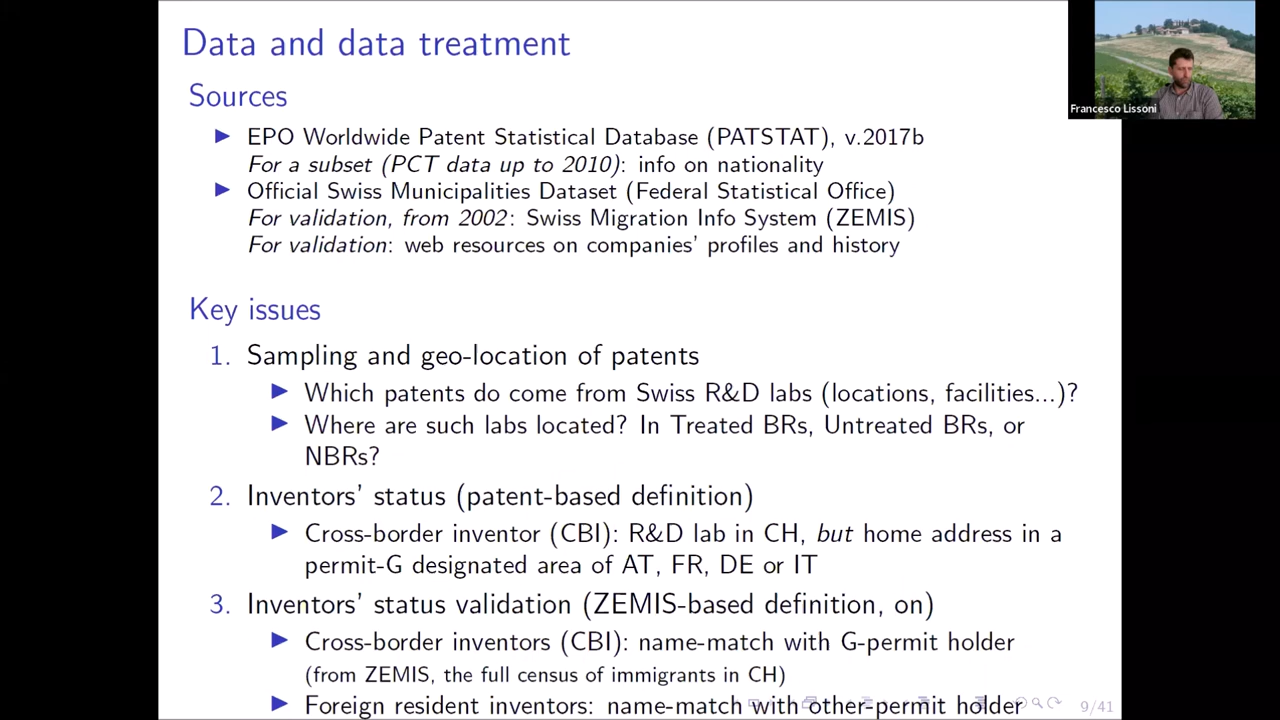 Data and data treatment
Sources
▶ EPO Worldwide Patent Statistical Database (PATSTAT), v.2017b
For a subset (PCT data up to 2010): info on nationality
▶ Official Swiss Municipalities Dataset (Federal Statistical Office)
For validation, from 2002: Swiss Migration Info System (ZEMIS)
For validation: web resources on companies' profiles and history
Key issues
1. Sampling and geo-location of patents
▶ Which patents do come from Swiss R&D labs (locations, facilities...)?
▶ Where are such labs located? In Treated BRs, Untreated BRs, or
NBRs?
2. Inventors' status (patent-based definition)
▶ Cross-border inventor (CBI): R&D lab in CH, but home address in a
permit-G designated area of AT, FR, DE or IT
3. Inventors' status validation (ZEMIS-based definition, on)
▶ Cross-border inventors (CBI): name-match with G-permit holder
(from ZEMIS, the full census of immigrants in CH)
▶ Foreign resident inventors: name-match with other-permit holder
9/41
Francesco Lissoni